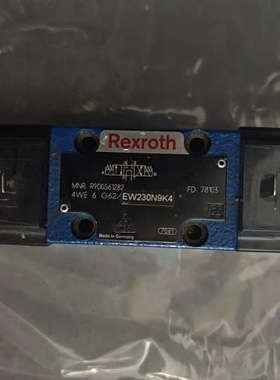 Rexroth
MNR: R900561282 FD: 78103
4WE 6 G62/EW230N9K4
Made in Germany